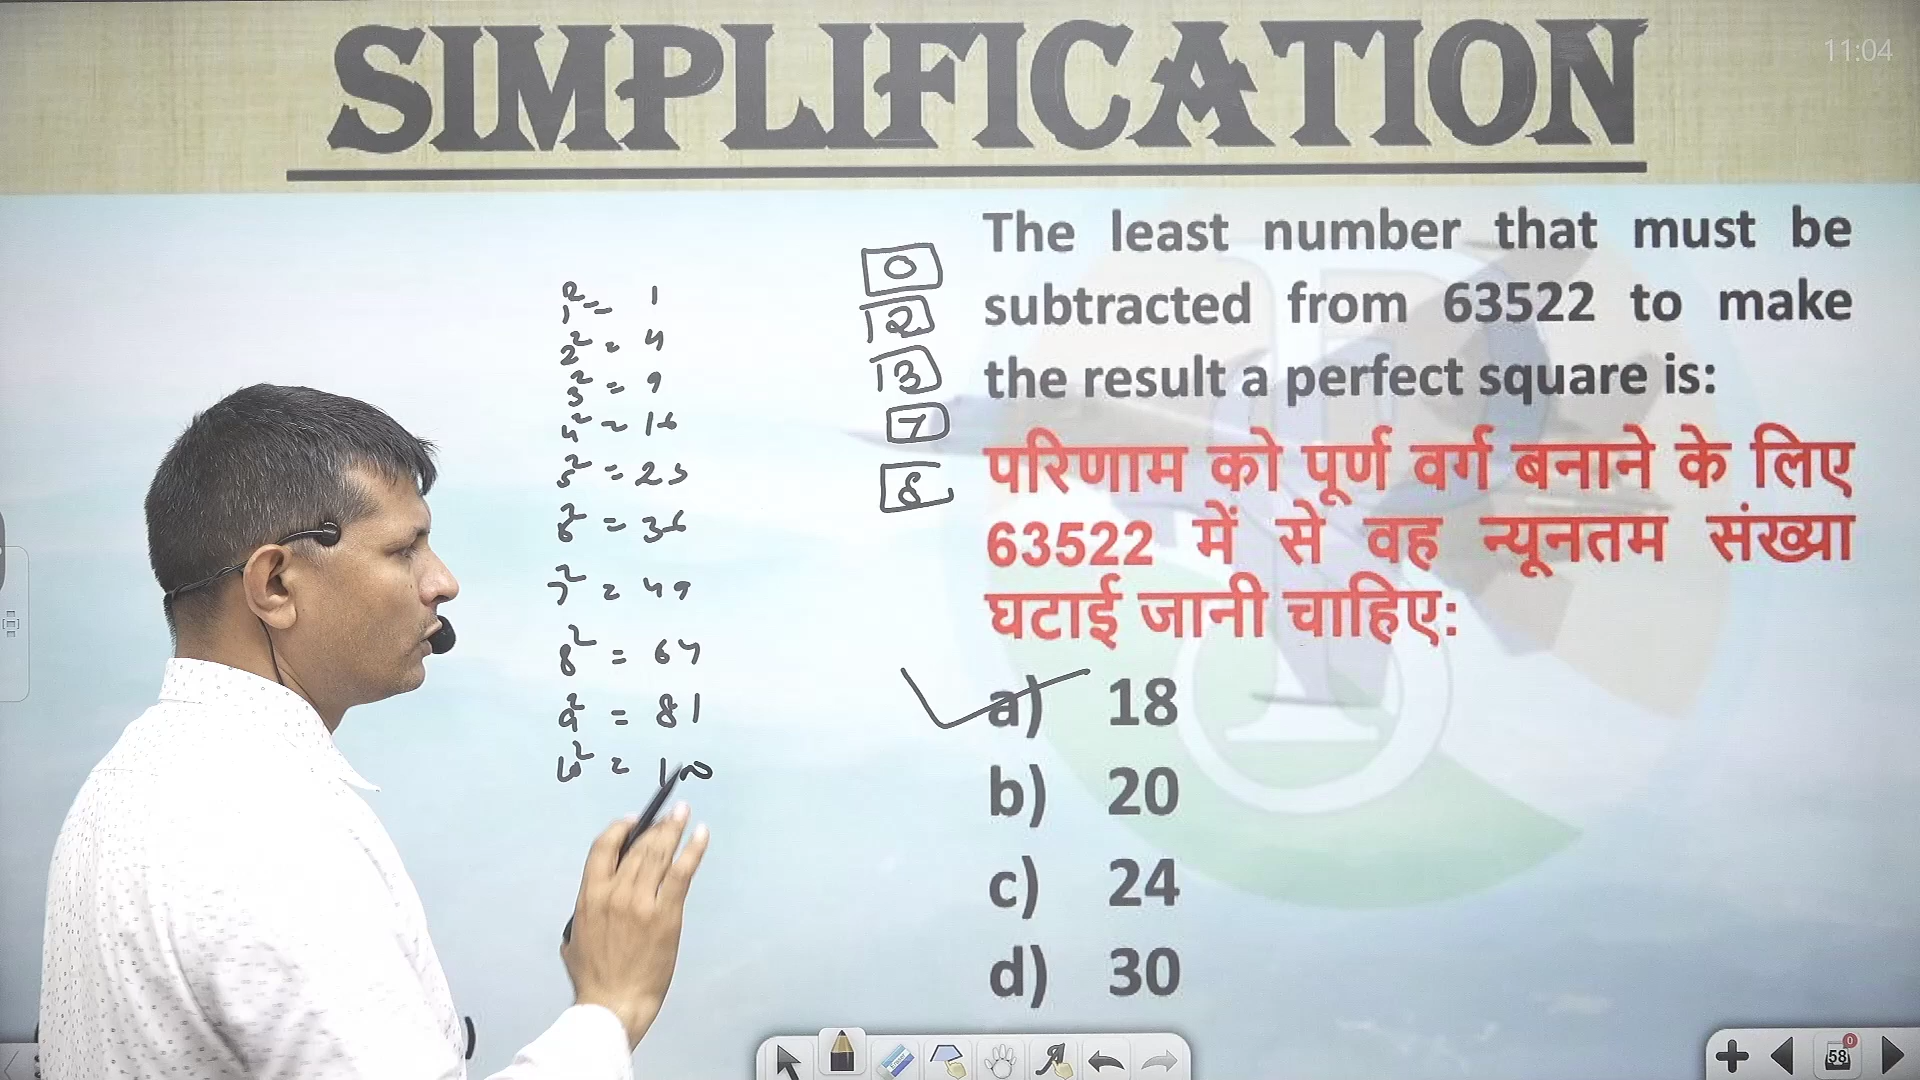 SIMPLIFICATION
11:04
The least number that must be
subtracted from 63522 to make
the result a perfect square is:
परिणाम को पूर्ण वर्ग बनाने के लिए
63522 में से वह न्यूनतम संख्या
घटाई जानी चाहिए:
a) 18
b) 20
c) 24
d) 30
1² = 1
2² = 4
3² = 9
4² = 16
5² = 25
6² = 36
7² = 49
8² = 64
9² = 81
10² = 100
0
2
3
7
8
58
0